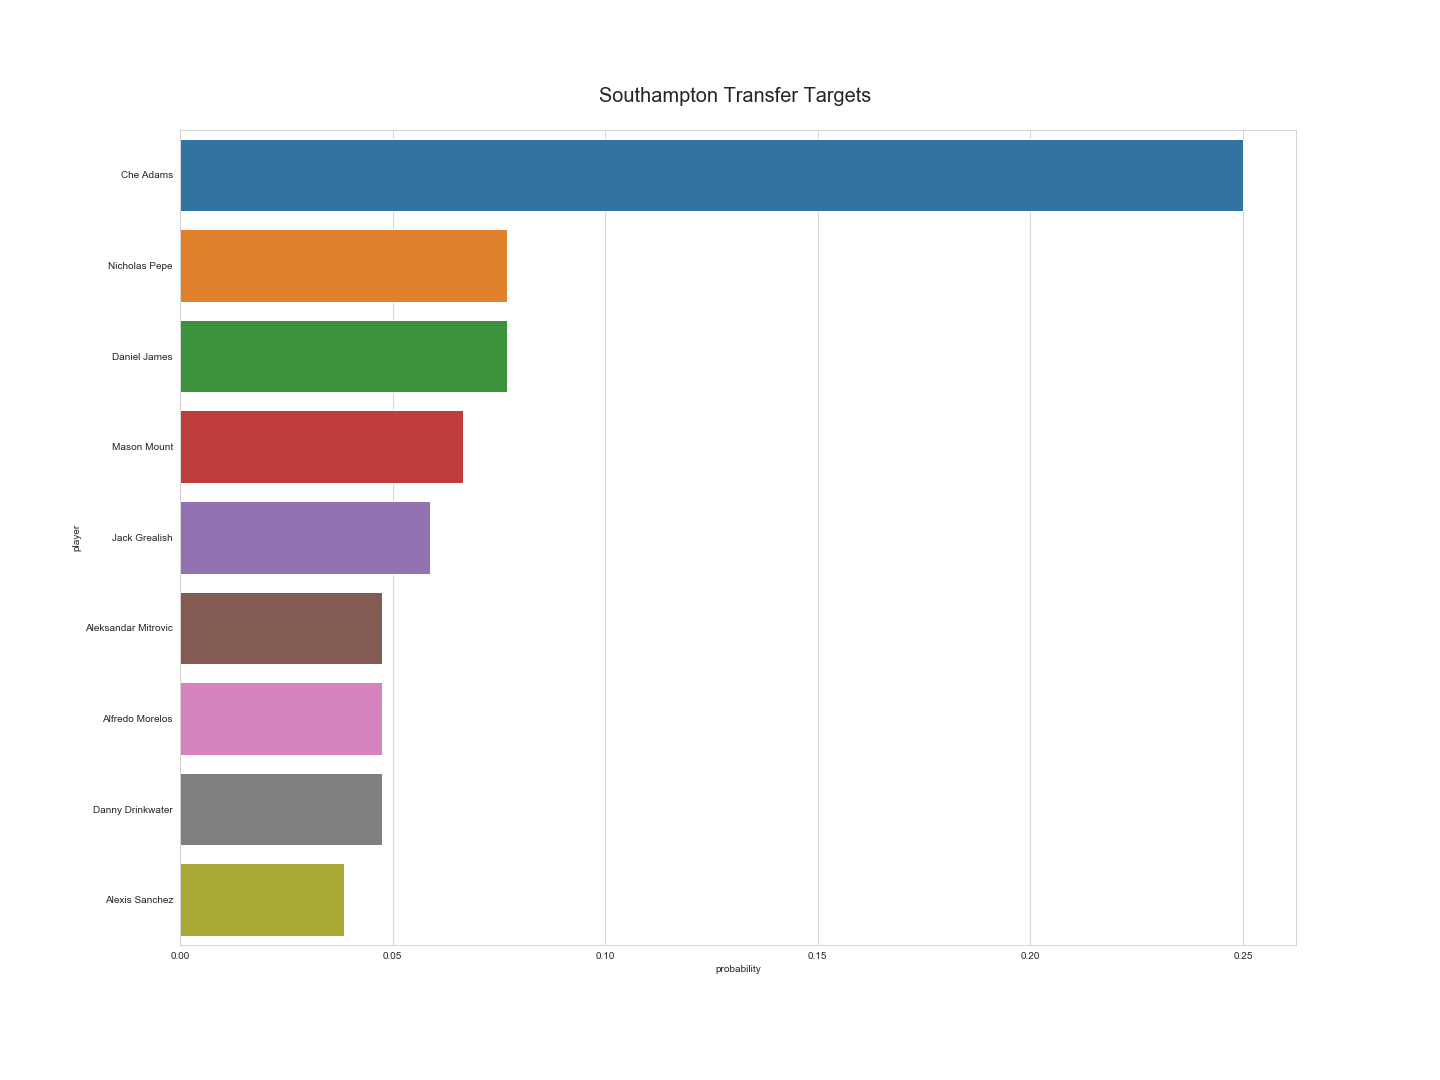 Southampton Transfer Targets
Che Adams
Nicholas Pepe
Daniel James
Mason Mount
Jack Grealish
player
Aleksandar Mitrovic
Alfredo Morelos
Danny Drinkwater
Alexis Sanchez
0.00 0.05 0.10 0.15 0.20 0.25
probability